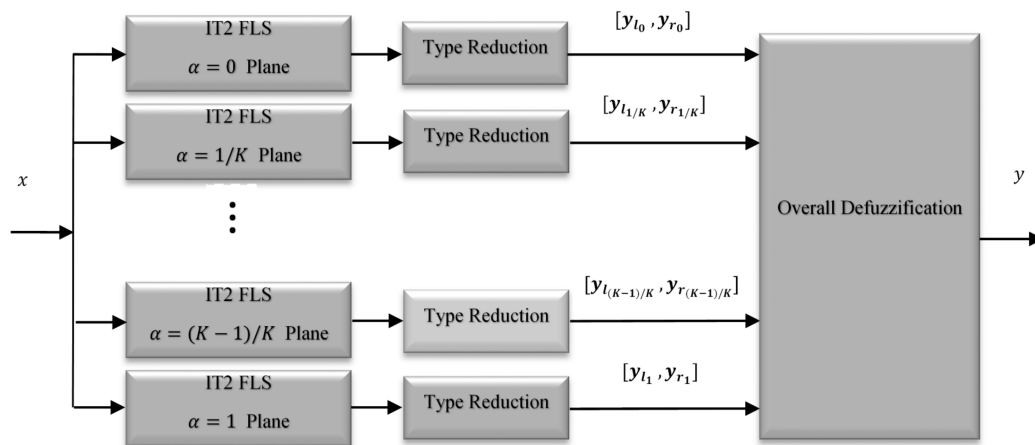 IT2 FLS
α = 0 Plane
Type Reduction
[y_{l_0}, y_{r_0}]
IT2 FLS
α = 1/K Plane
Type Reduction
[y_{l_{1/K}}, y_{r_{1/K}}]
x
Overall Defuzzification
y
IT2 FLS
α = (K − 1)/K Plane
Type Reduction
[y_{l_{(K−1)/K}}, y_{r_{(K−1)/K}}]
IT2 FLS
α = 1 Plane
Type Reduction
[y_{l_1}, y_{r_1}]